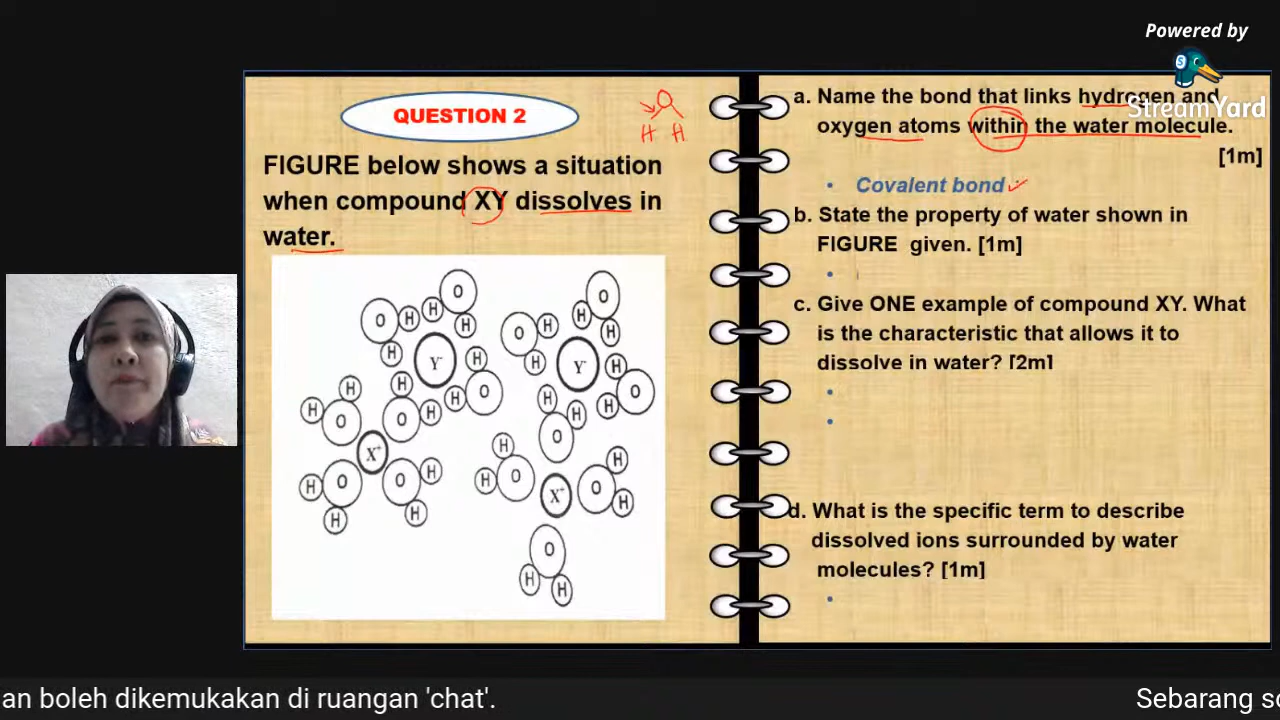 Powered by
StreamYard
QUESTION 2
FIGURE below shows a situation
when compound XY dissolves in
water.
O
H H
a. Name the bond that links hydrogen and
oxygen atoms within the water molecule.
[1m]
• Covalent bond
b. State the property of water shown in
FIGURE given. [1m]
c. Give ONE example of compound XY. What
is the characteristic that allows it to
dissolve in water? [2m]
d. What is the specific term to describe
dissolved ions surrounded by water
molecules? [1m]
O H H O H H
Y⁻
H O H H
O H H O H H
Y⁻
H O H
H H O
H O H
O H H
X⁺
H O H
O H H
H H O
O H H
X⁺
O H H
an boleh dikemukakan di ruangan 'chat'.
Sebarang so